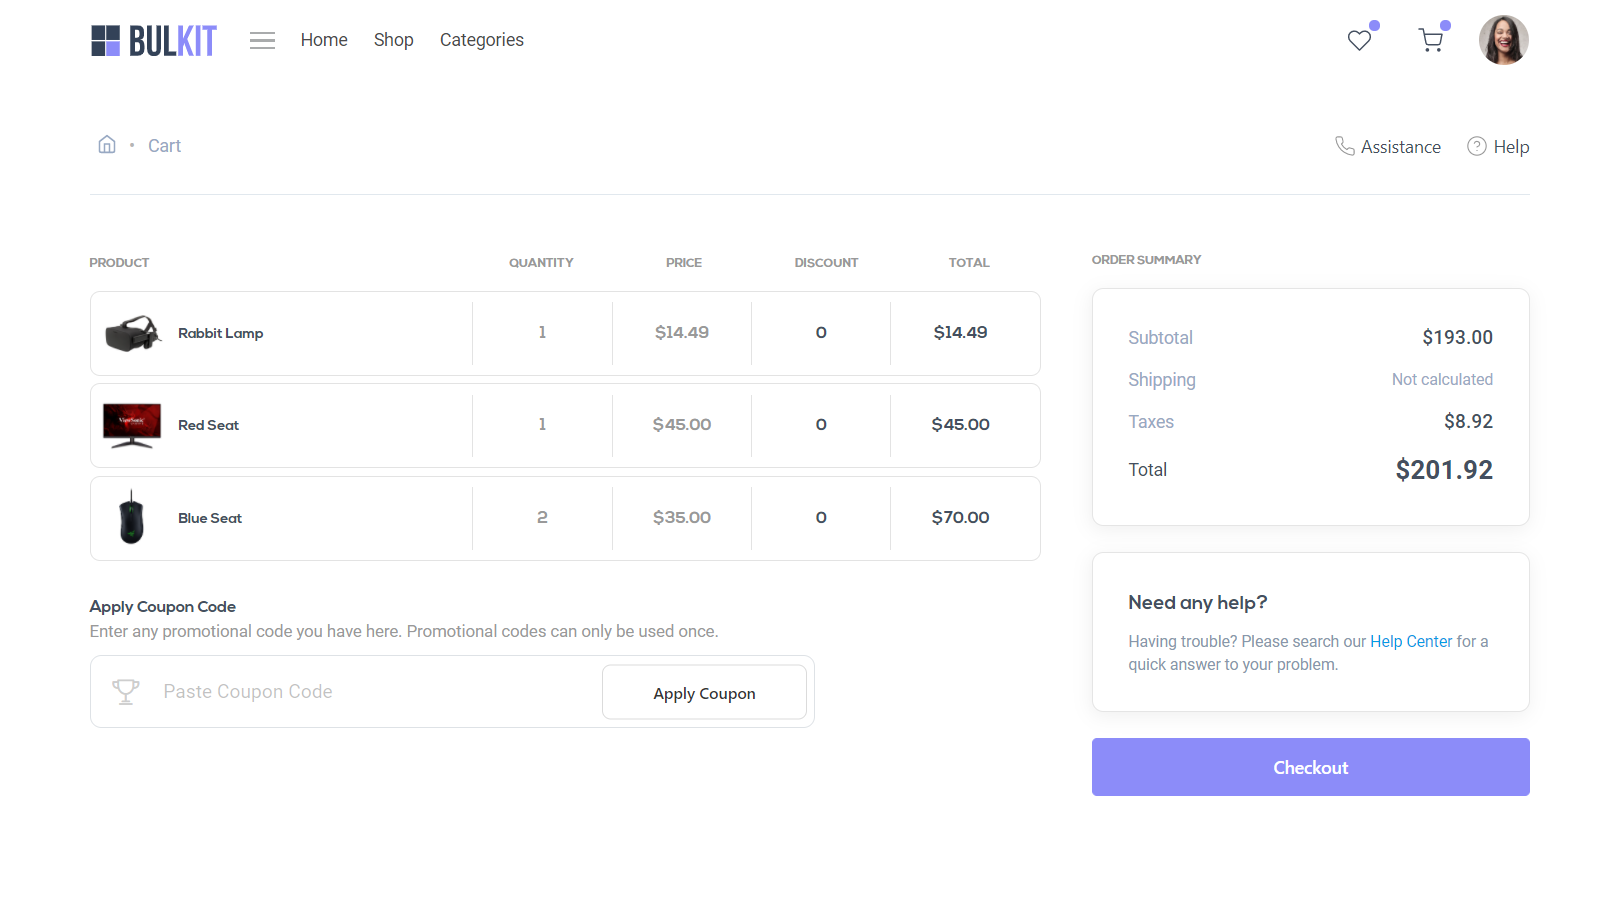 BULKIT
Home
Shop
Categories
Cart
Assistance
Help
PRODUCT
QUANTITY
PRICE
DISCOUNT
TOTAL
Rabbit Lamp
1
$14.49
0
$14.49
ViewSonic
Red Seat
1
$45.00
0
$45.00
Blue Seat
2
$35.00
0
$70.00
Apply Coupon Code
Enter any promotional code you have here. Promotional codes can only be used once.
Paste Coupon Code
Apply Coupon
ORDER SUMMARY
Subtotal
$193.00
Shipping
Not calculated
Taxes
$8.92
Total
$201.92
Need any help?
Having trouble? Please search our Help Center for a
quick answer to your problem.
Checkout